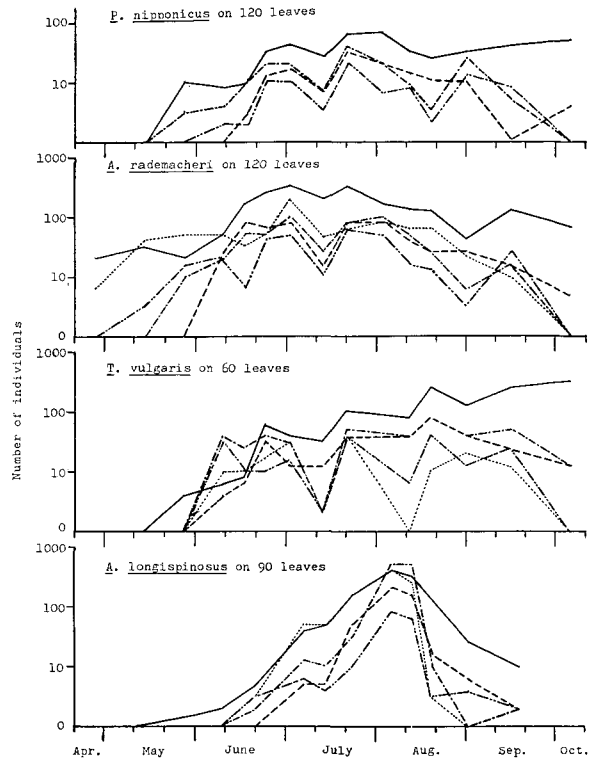 P. nipponicus on 120 leaves
100
10
A. rademacheri on 120 leaves
1000
100
10
0
T. vulgaris on 60 leaves
1000
100
10
0
A. longispinosus on 90 leaves
1000
100
10
0
Number of individuals
Apr. May June July Aug. Sep. Oct.